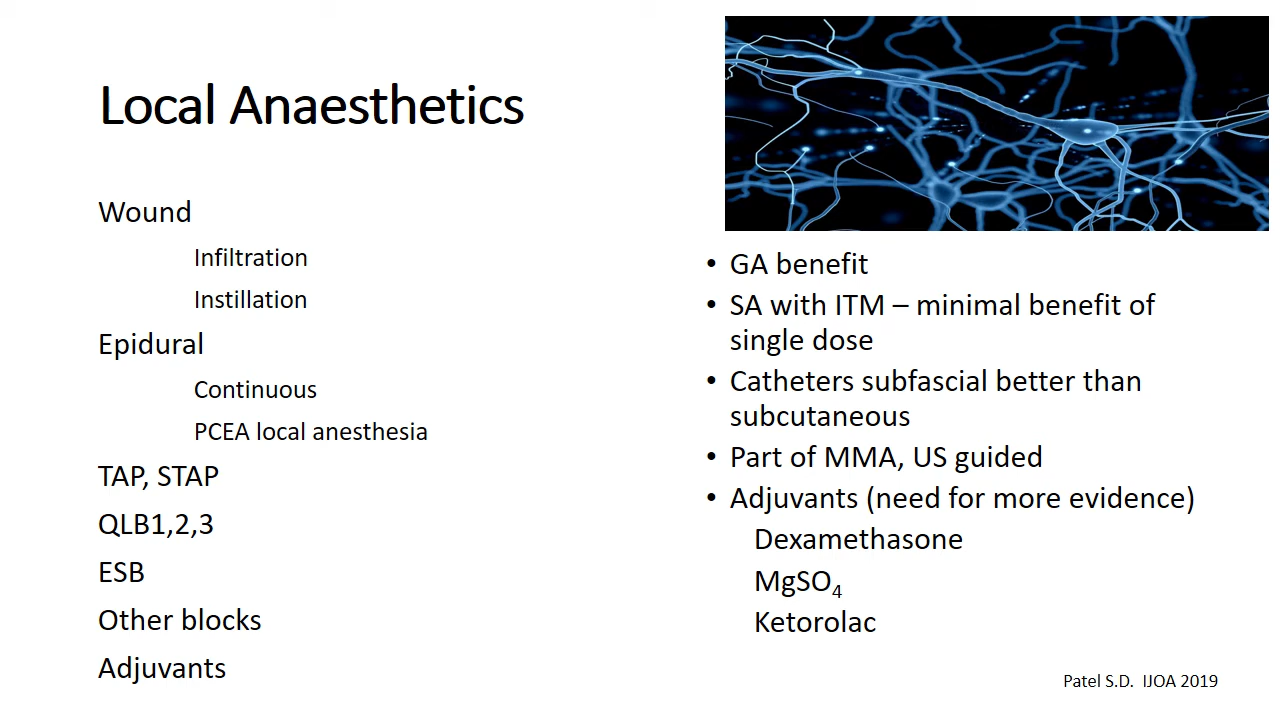 Local Anaesthetics
Wound
Infiltration
Instillation
Epidural
Continuous
PCEA local anesthesia
TAP, STAP
QLB1,2,3
ESB
Other blocks
Adjuvants
• GA benefit
• SA with ITM – minimal benefit of
single dose
• Catheters subfascial better than
subcutaneous
• Part of MMA, US guided
• Adjuvants (need for more evidence)
Dexamethasone
MgSO₄
Ketorolac
Patel S.D. IJOA 2019